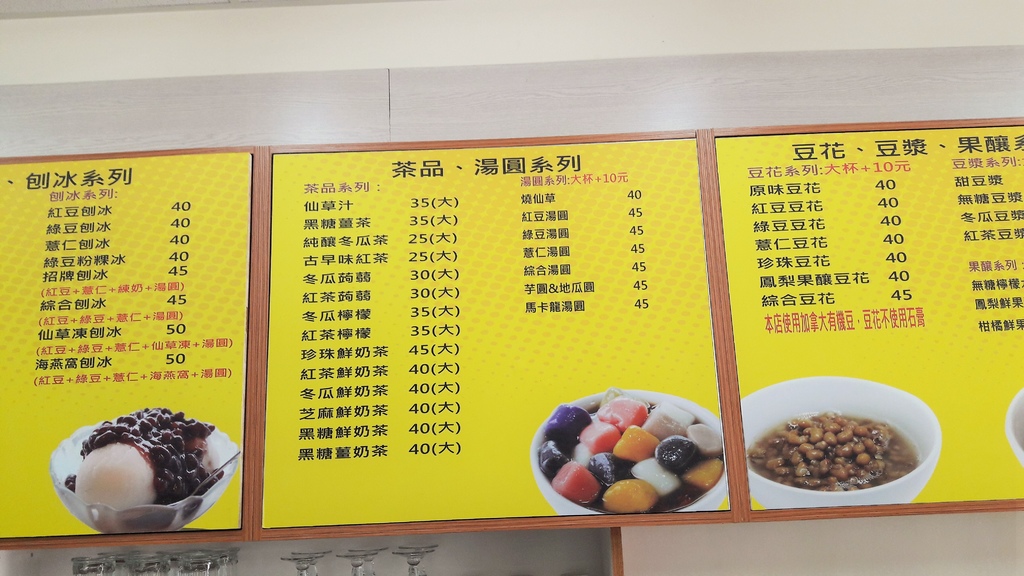 、刨冰系列
刨冰系列:
紅豆刨冰 40
綠豆刨冰 40
薏仁刨冰 40
綠豆粉粿冰 40
招牌刨冰 45
(紅豆+薏仁+練奶+湯圓)
綜合刨冰 45
(紅豆+綠豆+薏仁+湯圓)
仙草凍刨冰 50
(紅豆+綠豆+薏仁+仙草凍+湯圓)
海燕窩刨冰 50
(紅豆+綠豆+薏仁+海燕窩+湯圓)
茶品、湯圓系列
茶品系列:
仙草汁 35(大)
黑糖薑茶 35(大)
純釀冬瓜茶 25(大)
古早味紅茶 25(大)
冬瓜蒟蒻 30(大)
紅茶蒟蒻 30(大)
冬瓜檸檬 35(大)
紅茶檸檬 35(大)
珍珠鮮奶茶 45(大)
紅茶鮮奶茶 40(大)
冬瓜鮮奶茶 40(大)
芝麻鮮奶茶 40(大)
黑糖鮮奶茶 40(大)
黑糖薑奶茶 40(大)
湯圓系列:大杯+10元
燒仙草 40
紅豆湯圓 45
綠豆湯圓 45
薏仁湯圓 45
綜合湯圓 45
芋圓&地瓜圓 45
馬卡龍湯圓 45
豆花、豆漿、果釀系
豆花系列:大杯+10元
原味豆花 40
紅豆豆花 40
綠豆豆花 40
薏仁豆花 40
珍珠豆花 40
鳳梨果釀豆花 40
綜合豆花 45
本店使用加拿大有機豆，豆花不使用石膏
豆漿系列:
甜豆漿
無糖豆漿
冬瓜豆漿
紅茶豆漿
果釀系列:
無糖檸檬
鳳梨鮮果
柑橘鮮果